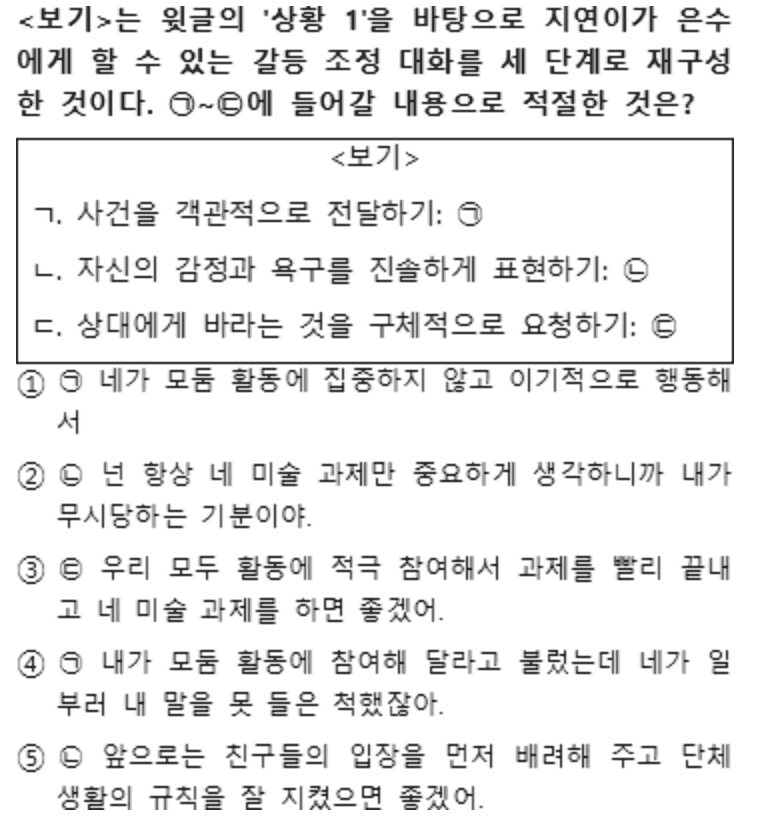 <보기>는 윗글의 '상황 1'을 바탕으로 지연이가 은수
에게 할 수 있는 갈등 조정 대화를 세 단계로 재구성
한 것이다. ㉠~㉢에 들어갈 내용으로 적절한 것은?
<보기>
ㄱ. 사건을 객관적으로 전달하기: ㉠
ㄴ. 자신의 감정과 욕구를 진솔하게 표현하기: ㉡
ㄷ. 상대에게 바라는 것을 구체적으로 요청하기: ㉢
① ㉠ 네가 모둠 활동에 집중하지 않고 이기적으로 행동해
서
② ㉡ 넌 항상 네 미술 과제만 중요하게 생각하니까 내가
무시당하는 기분이야.
③ ㉢ 우리 모두 활동에 적극 참여해서 과제를 빨리 끝내
고 네 미술 과제를 하면 좋겠어.
④ ㉠ 내가 모둠 활동에 참여해 달라고 불렀는데 네가 일
부러 내 말을 못 들은 척했잖아.
⑤ ㉡ 앞으로는 친구들의 입장을 먼저 배려해 주고 단체
생활의 규칙을 잘 지켰으면 좋겠어.